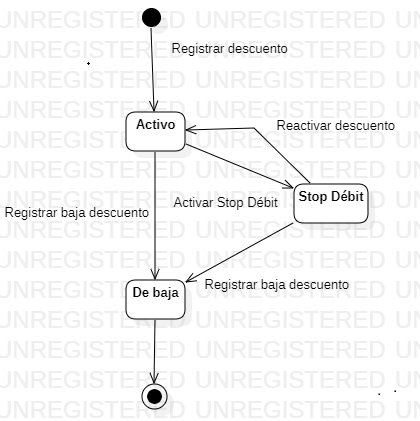 Registrar descuento
Activo
Reactivar descuento
Stop Débit
Activar Stop Débit
Registrar baja descuento
De baja
Registrar baja descuento
UNREGISTERED UNREGISTERED UNREGISTERED